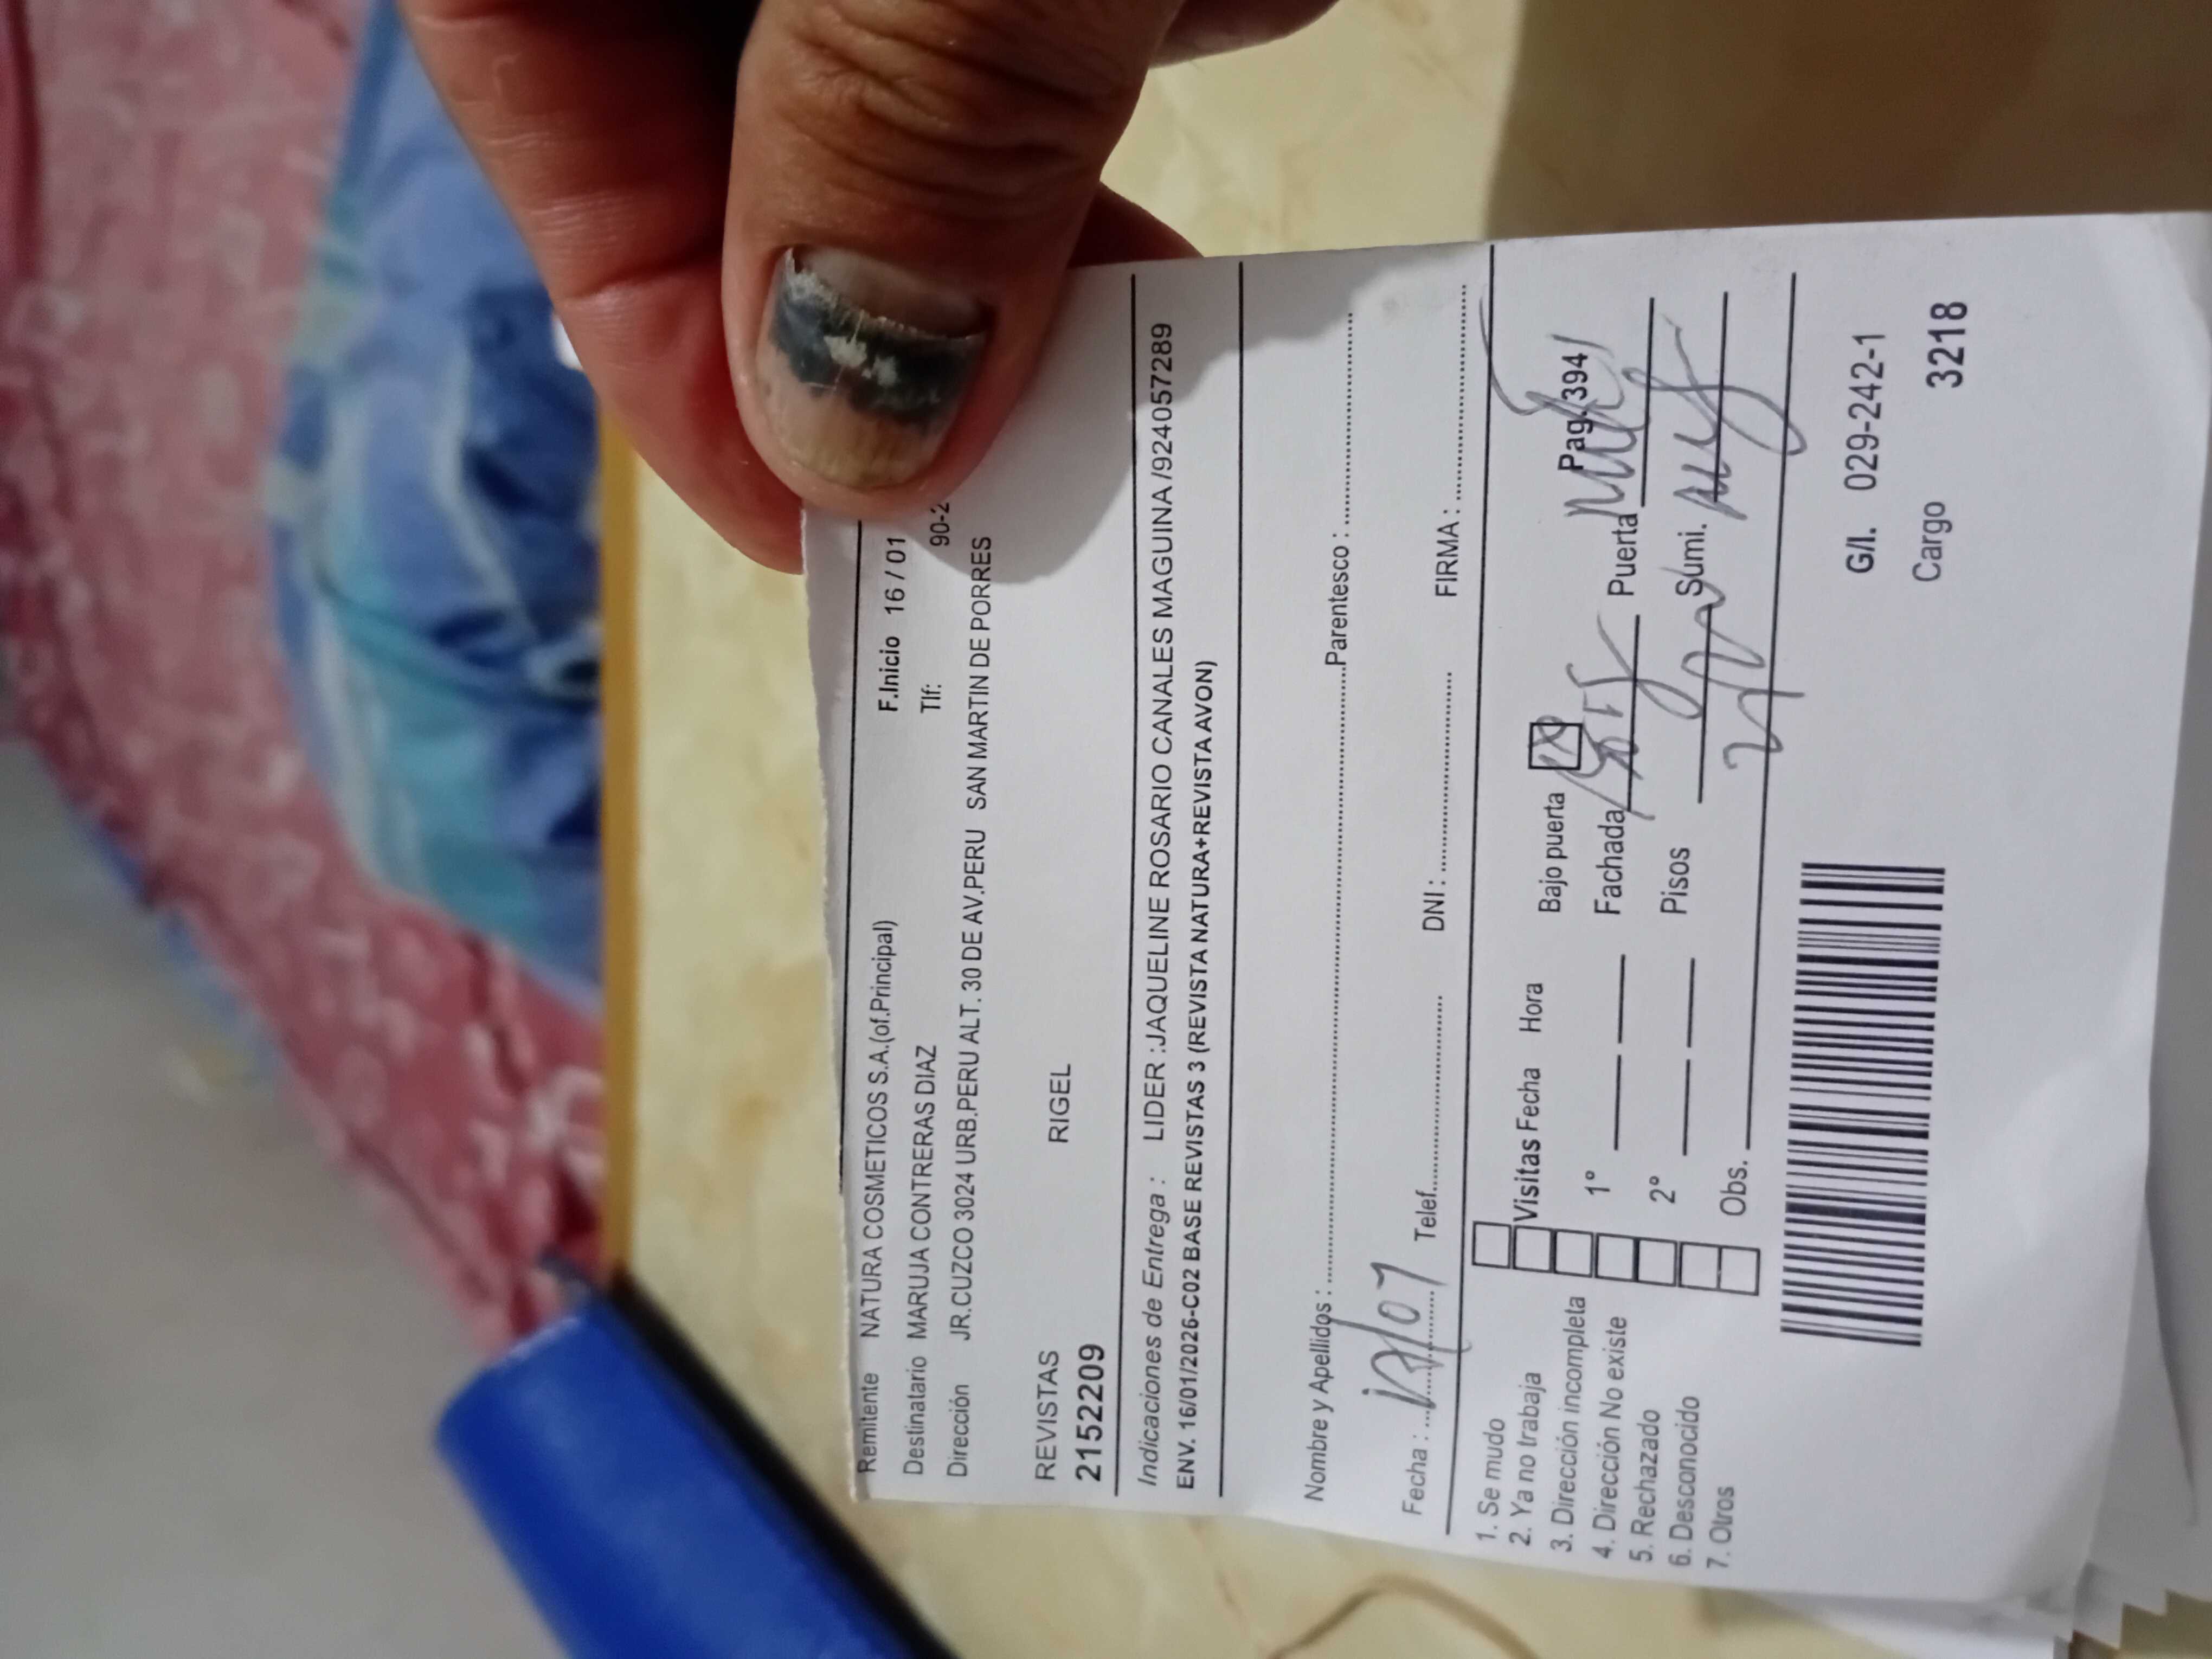 Remitente NATURA COSMETICOS S.A.(of.Principal) F.Inicio 16 / 01
Destinatario MARUJA CONTRERAS DIAZ Tlf: 90-2
Dirección JR.CUZCO 3024 URB.PERU ALT. 30 DE AV.PERU SAN MARTIN DE PORRES
REVISTAS RIGEL
2152209
Indicaciones de Entrega : LIDER :JAQUELINE ROSARIO CANALES MAGUINA /924057289
ENV. 16/01/2026-C02 BASE REVISTAS 3 (REVISTA NATURA+REVISTA AVON)
Nombre y Apellidos : Parentesco :
Fecha : Telef. DNI : FIRMA :
1. Se mudo
2. Ya no trabaja
3. Dirección incompleta
4. Dirección No existe
5. Rechazado
6. Desconocido
7. Otros
Visitas Fecha Hora Bajo puerta Pag. 394
1° Fachada Puerta
2° Pisos Sumi.
Obs.
G/I. 029-242-1
Cargo 3218